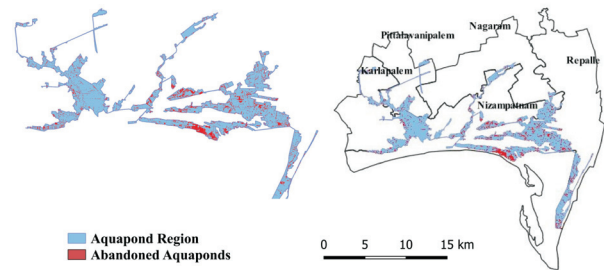 Nagaram
Pittalavanipalem
Repalle
Karlapalem
Nizampatnam
Aquapond Region
Abandoned Aquaponds
0 5 10 15 km